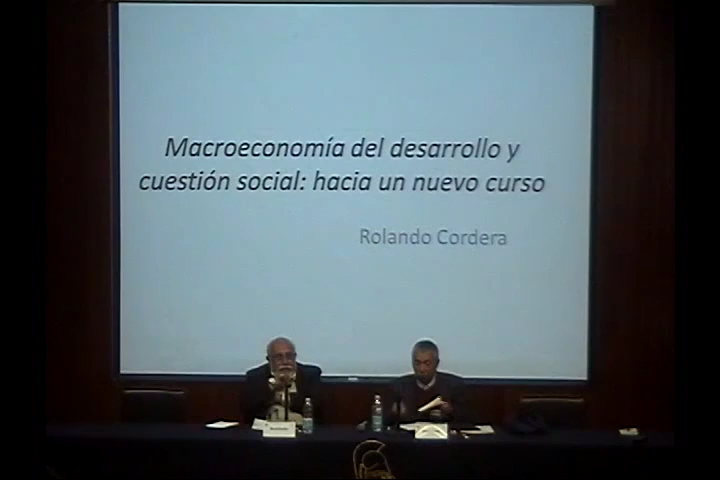 Macroeconomía del desarrollo y
cuestión social: hacia un nuevo curso
Rolando Cordera